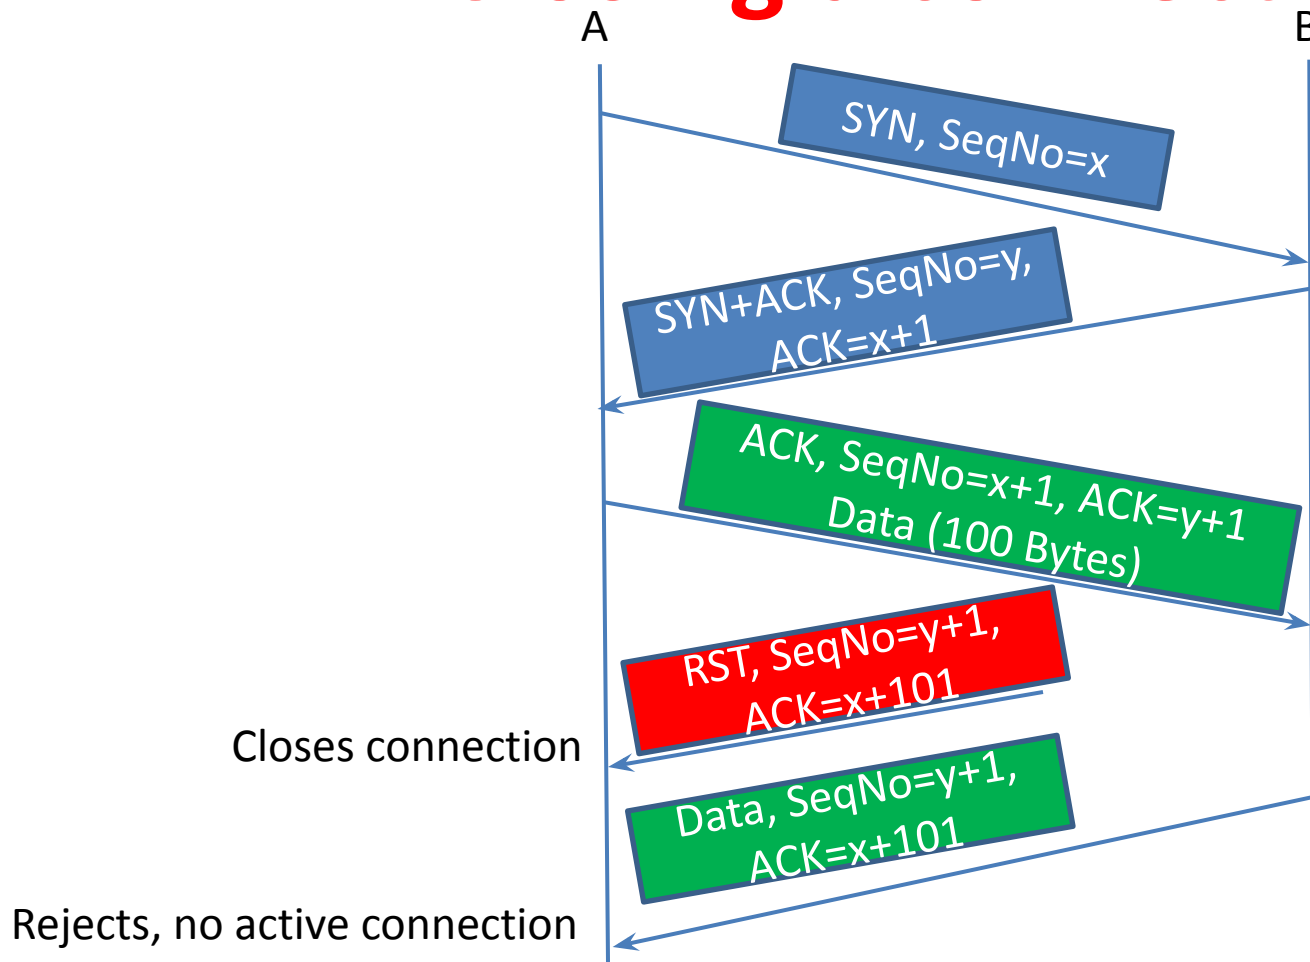 A
B
SYN, SeqNo=x
SYN+ACK, SeqNo=y,
ACK=x+1
ACK, SeqNo=x+1, ACK=y+1
Data (100 Bytes)
RST, SeqNo=y+1,
ACK=x+101
Closes connection
Data, SeqNo=y+1,
ACK=x+101
Rejects, no active connection